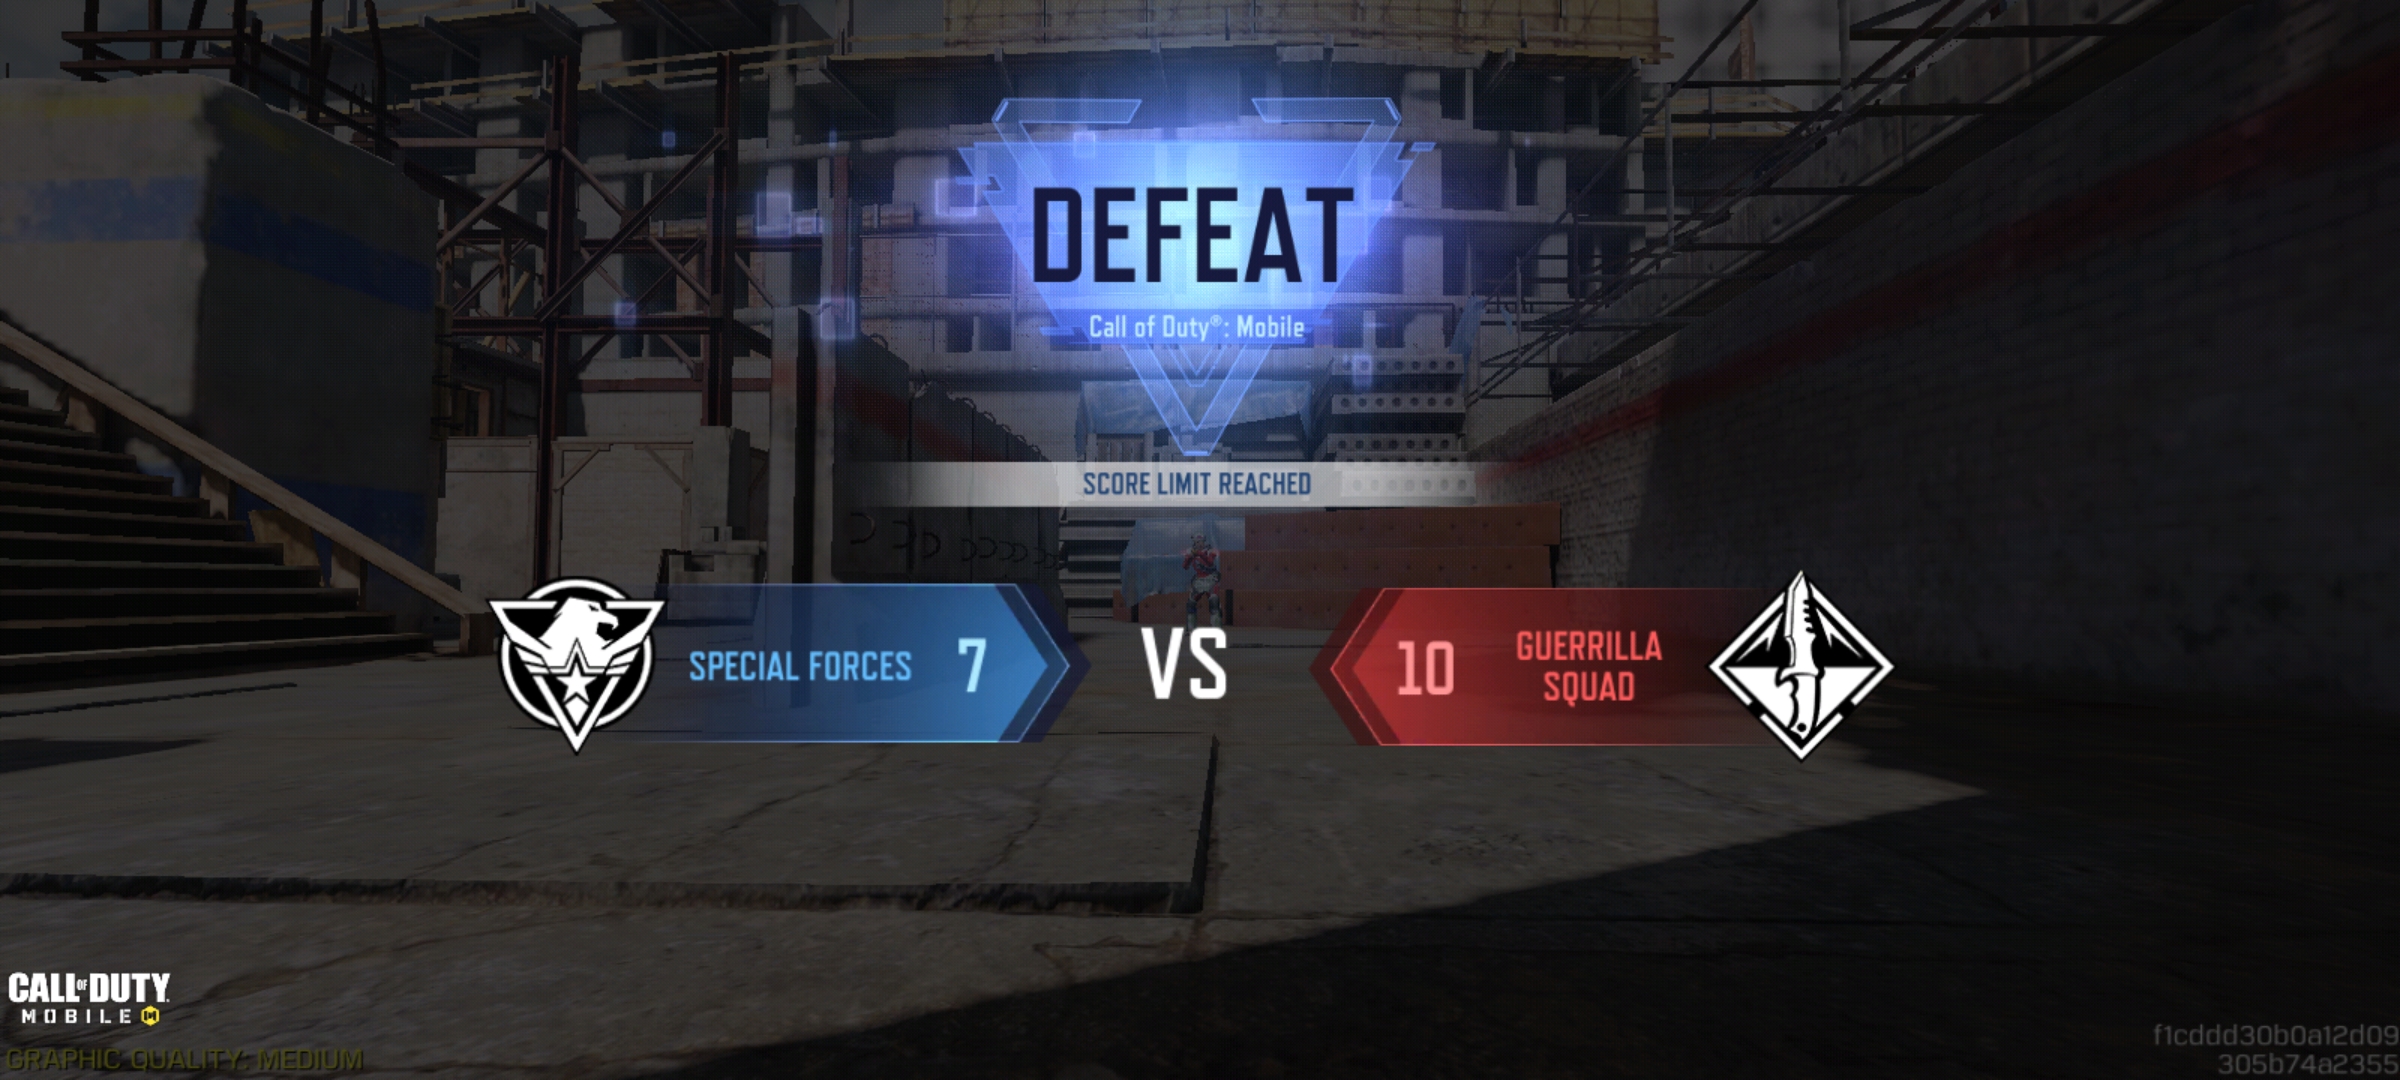 DEFEAT
Call of Duty®: Mobile
SCORE LIMIT REACHED
SPECIAL FORCES 7
VS
10 GUERRILLA
SQUAD
CALL OF DUTY
MOBILE
GRAPHIC QUALITY: MEDIUM
f1cddd30b0a12d09
305b74a2355